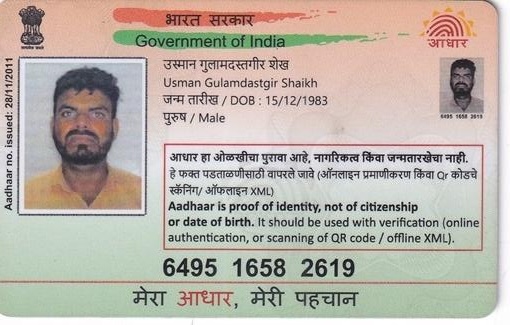 भारत सरकार
Government of India
आधार
Aadhaar no. issued: 28/11/2011
उस्मान गुलामदस्तगीर शेख
Usman Gulamdastgir Shaikh
जन्म तारीख / DOB : 15/12/1983
पुरुष / Male
6495 1658 2619
आधार हा ओळखीचा पुरावा आहे, नागरिकत्व किंवा जन्मतारखेचा नाही.
हे फक्त पडताळणीसाठी वापरले जावे (ऑनलाइन प्रमाणीकरण किंवा Qr कोडचे
स्कॅनिंग/ ऑफलाइन XML)
Aadhaar is proof of identity, not of citizenship
or date of birth. It should be used with verification (online
authentication, or scanning of QR code / offline XML).
6495 1658 2619
मेरा आधार, मेरी पहचान